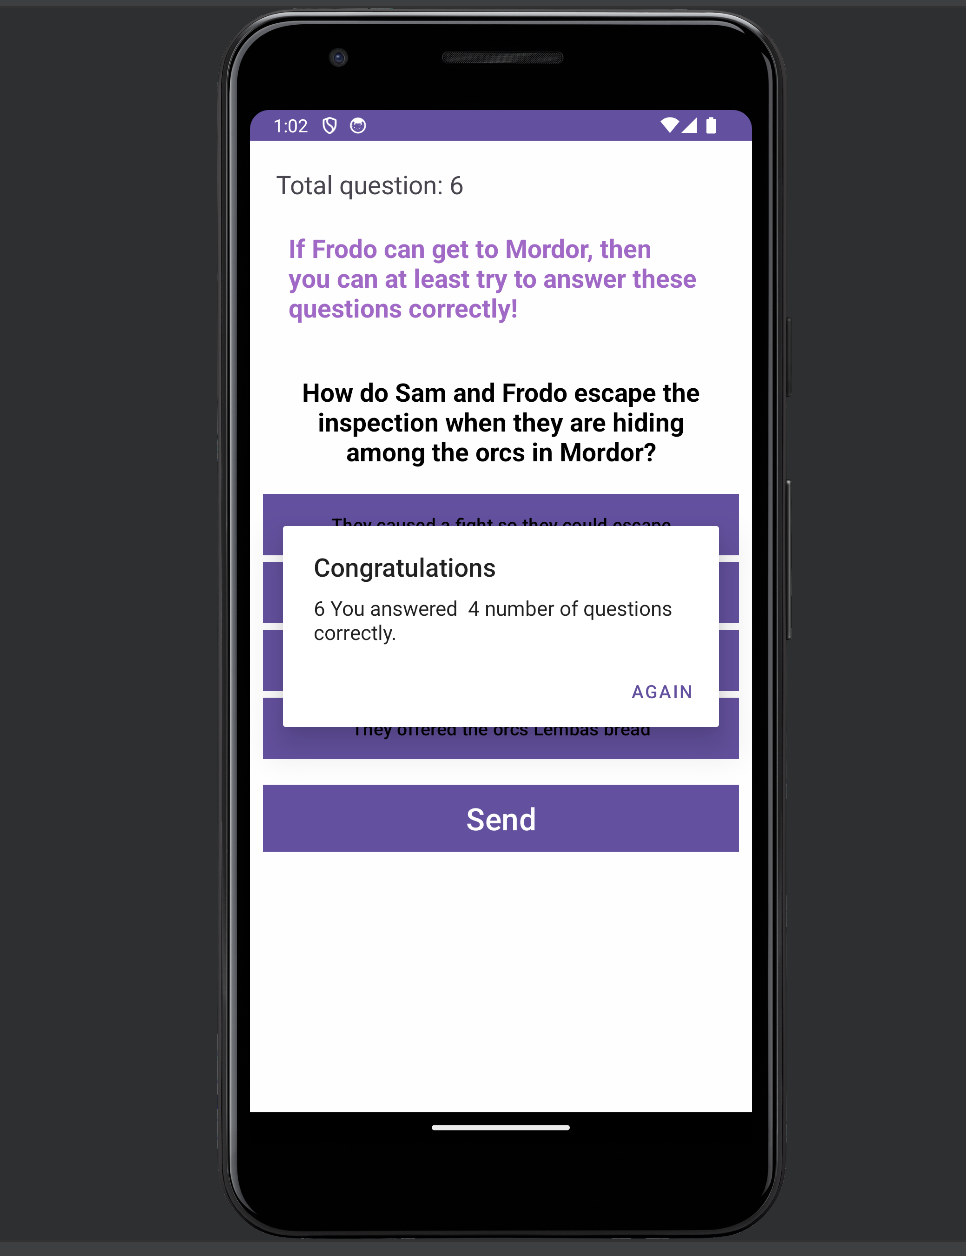 1:02
Total question: 6
If Frodo can get to Mordor, then
you can at least try to answer these
questions correctly!
How do Sam and Frodo escape the
inspection when they are hiding
among the orcs in Mordor?
They caused a fight so they could escape
Congratulations
6 You answered  4 number of questions
correctly.
AGAIN
They offered the orcs Lembas bread
Send